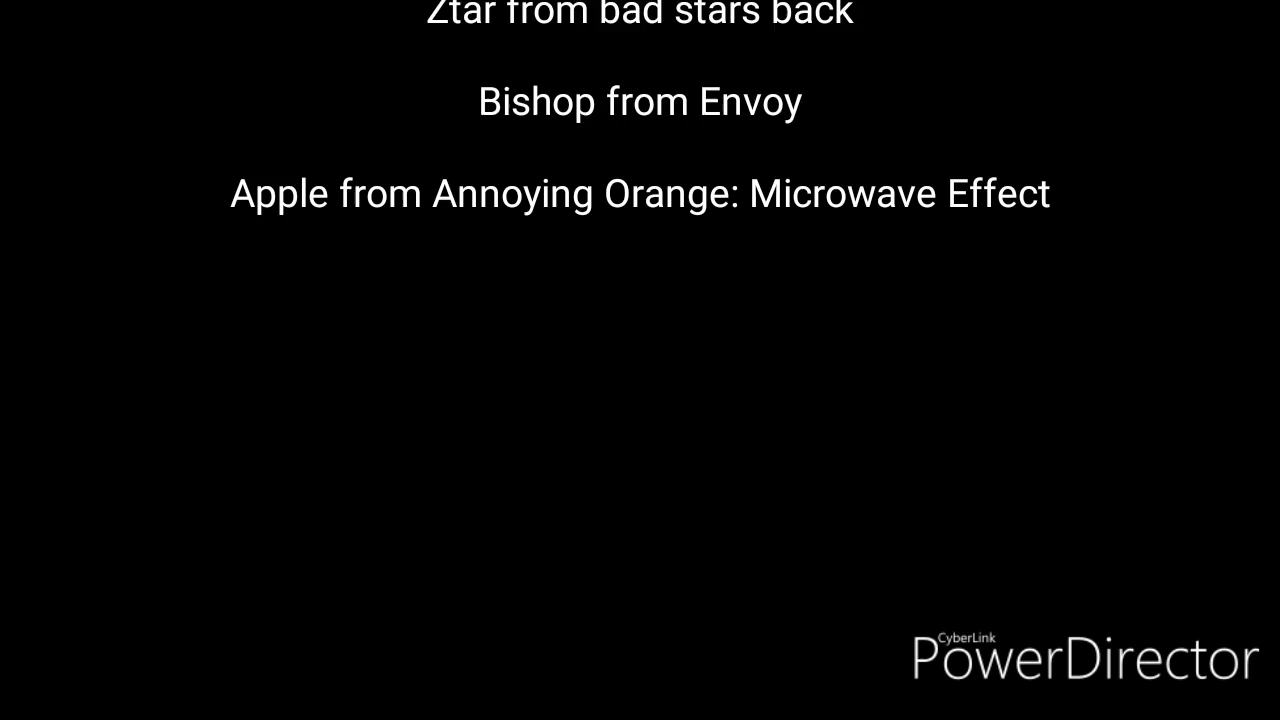 Ztar from bad stars back
Bishop from Envoy
Apple from Annoying Orange: Microwave Effect
CyberLink
PowerDirector